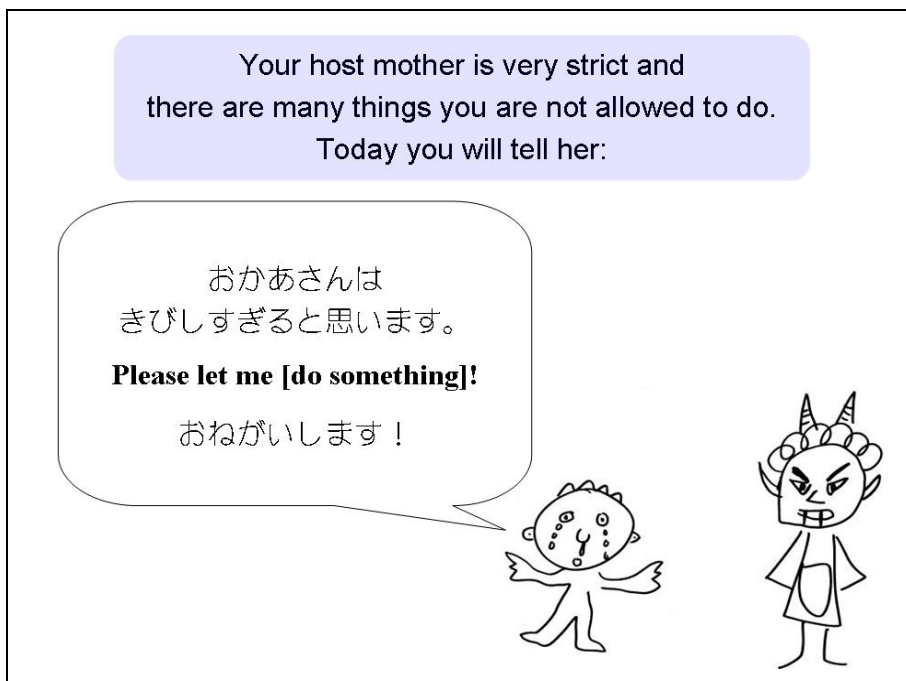 Your host mother is very strict and
there are many things you are not allowed to do.
Today you will tell her:
おかあさんは
きびしすぎると思います。
Please let me [do something]!
おねがいします！